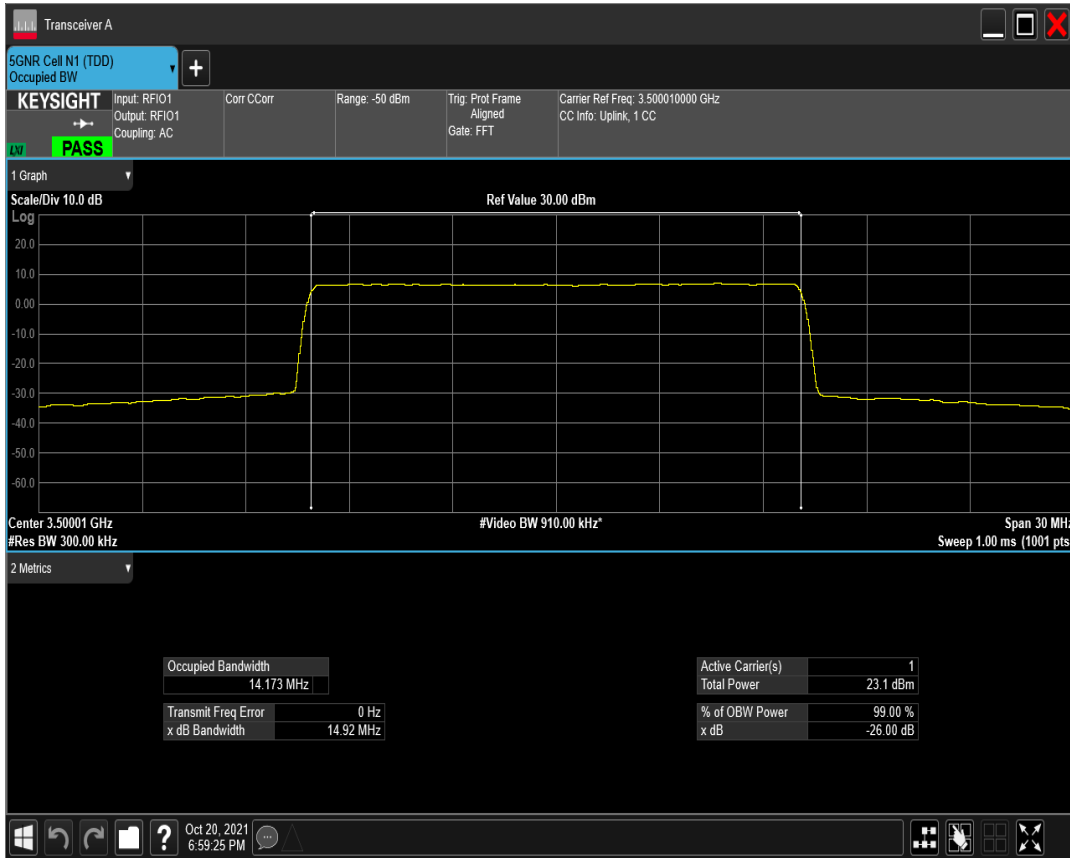 Transceiver A
5GNR Cell N1 (TDD)
Occupied BW
+
KEYSIGHT
LXI
PASS
Input: RFIO1
Output: RFIO1
Coupling: AC
Corr CCorr
Range: -50 dBm
Trig: Prot Frame
Aligned
Gate: FFT
Carrier Ref Freq: 3.500010000 GHz
CC Info: Uplink, 1 CC
1 Graph
Scale/Div 10.0 dB
Ref Value 30.00 dBm
Log
20.0
10.0
0.00
-10.0
-20.0
-30.0
-40.0
-50.0
-60.0
Center 3.50001 GHz
#Video BW 910.00 kHz*
Span 30 MHz
#Res BW 300.00 kHz
Sweep 1.00 ms (1001 pts
2 Metrics
Occupied Bandwidth
14.173 MHz
Transmit Freq Error 0 Hz
x dB Bandwidth 14.92 MHz
Active Carrier(s) 1
Total Power 23.1 dBm
% of OBW Power 99.00 %
x dB -26.00 dB
?
Oct 20, 2021
6:59:25 PM